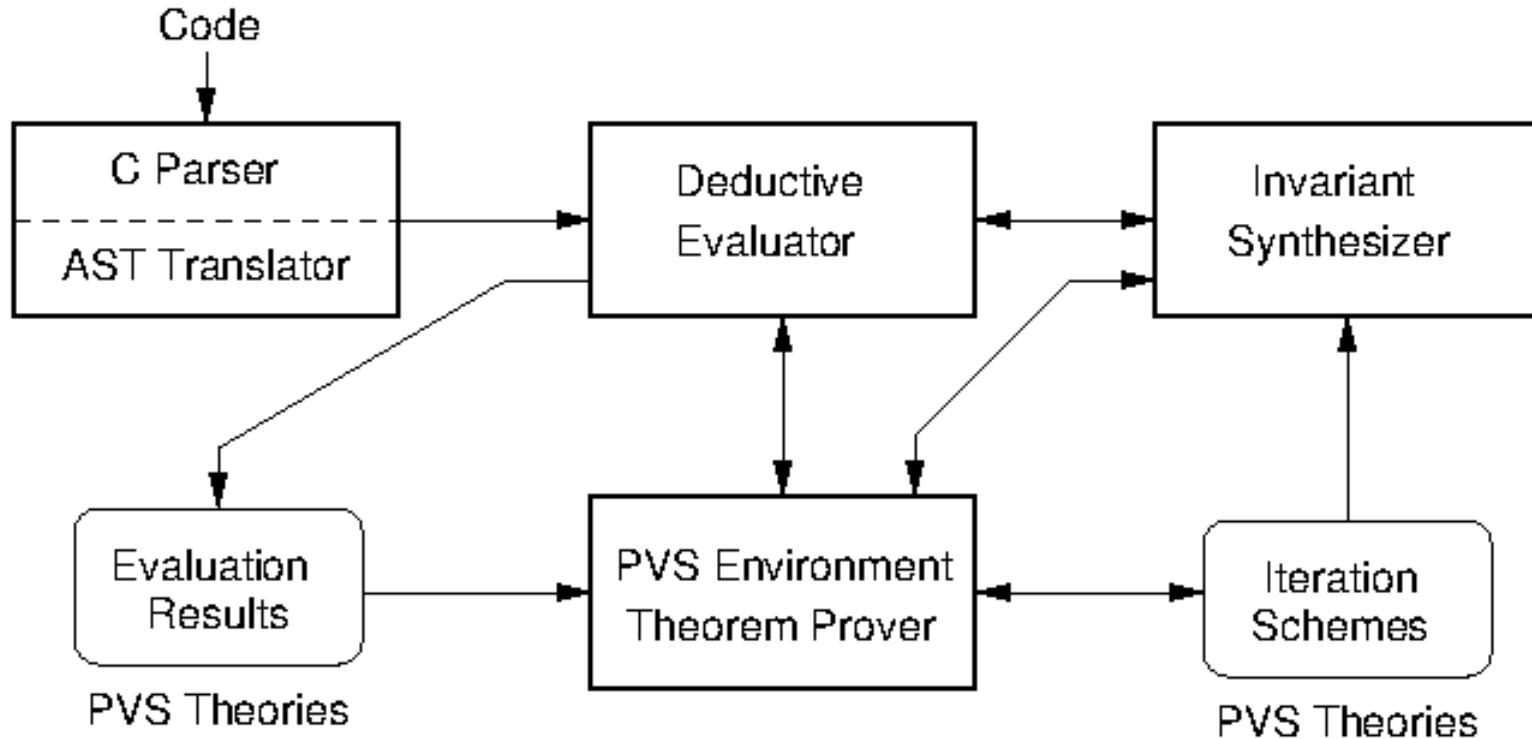 Code
C Parser
AST Translator
Deductive
Evaluator
Invariant
Synthesizer
Evaluation
Results
PVS Theories
PVS Environment
Theorem Prover
Iteration
Schemes
PVS Theories